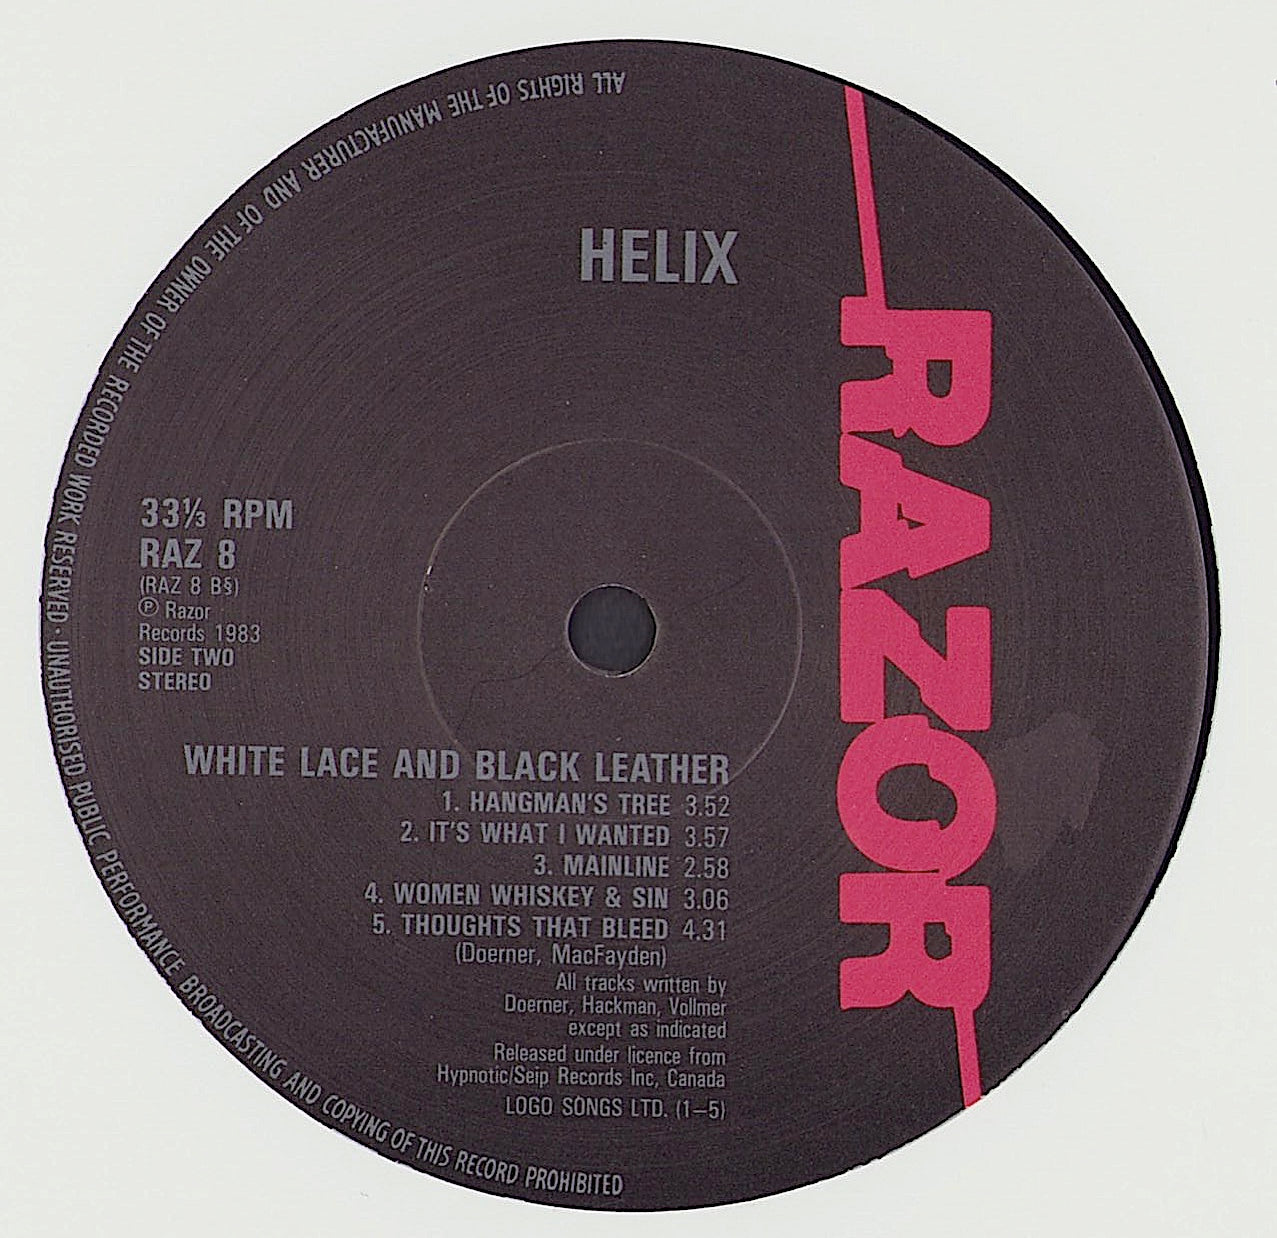 HELIX
RAZOR
33⅓ RPM
RAZ 8
(RAZ 8 B§)
℗ Razor
Records 1983
SIDE TWO
STEREO
WHITE LACE AND BLACK LEATHER
1. HANGMAN'S TREE 3.52
2. IT'S WHAT I WANTED 3.57
3. MAINLINE 2.58
4. WOMEN WHISKEY & SIN 3.06
5. THOUGHTS THAT BLEED 4.31
(Doerner, MacFayden)
All tracks written by
Doerner, Hackman, Vollmer
except as indicated
Released under licence from
Hypnotic/Seip Records Inc, Canada
LOGO SONGS LTD. (1–5)
ALL RIGHTS OF THE MANUFACTURER AND OF THE OWNER OF THE RECORDED WORK RESERVED · UNAUTHORISED PUBLIC PERFORMANCE BROADCASTING AND COPYING OF THIS RECORD PROHIBITED